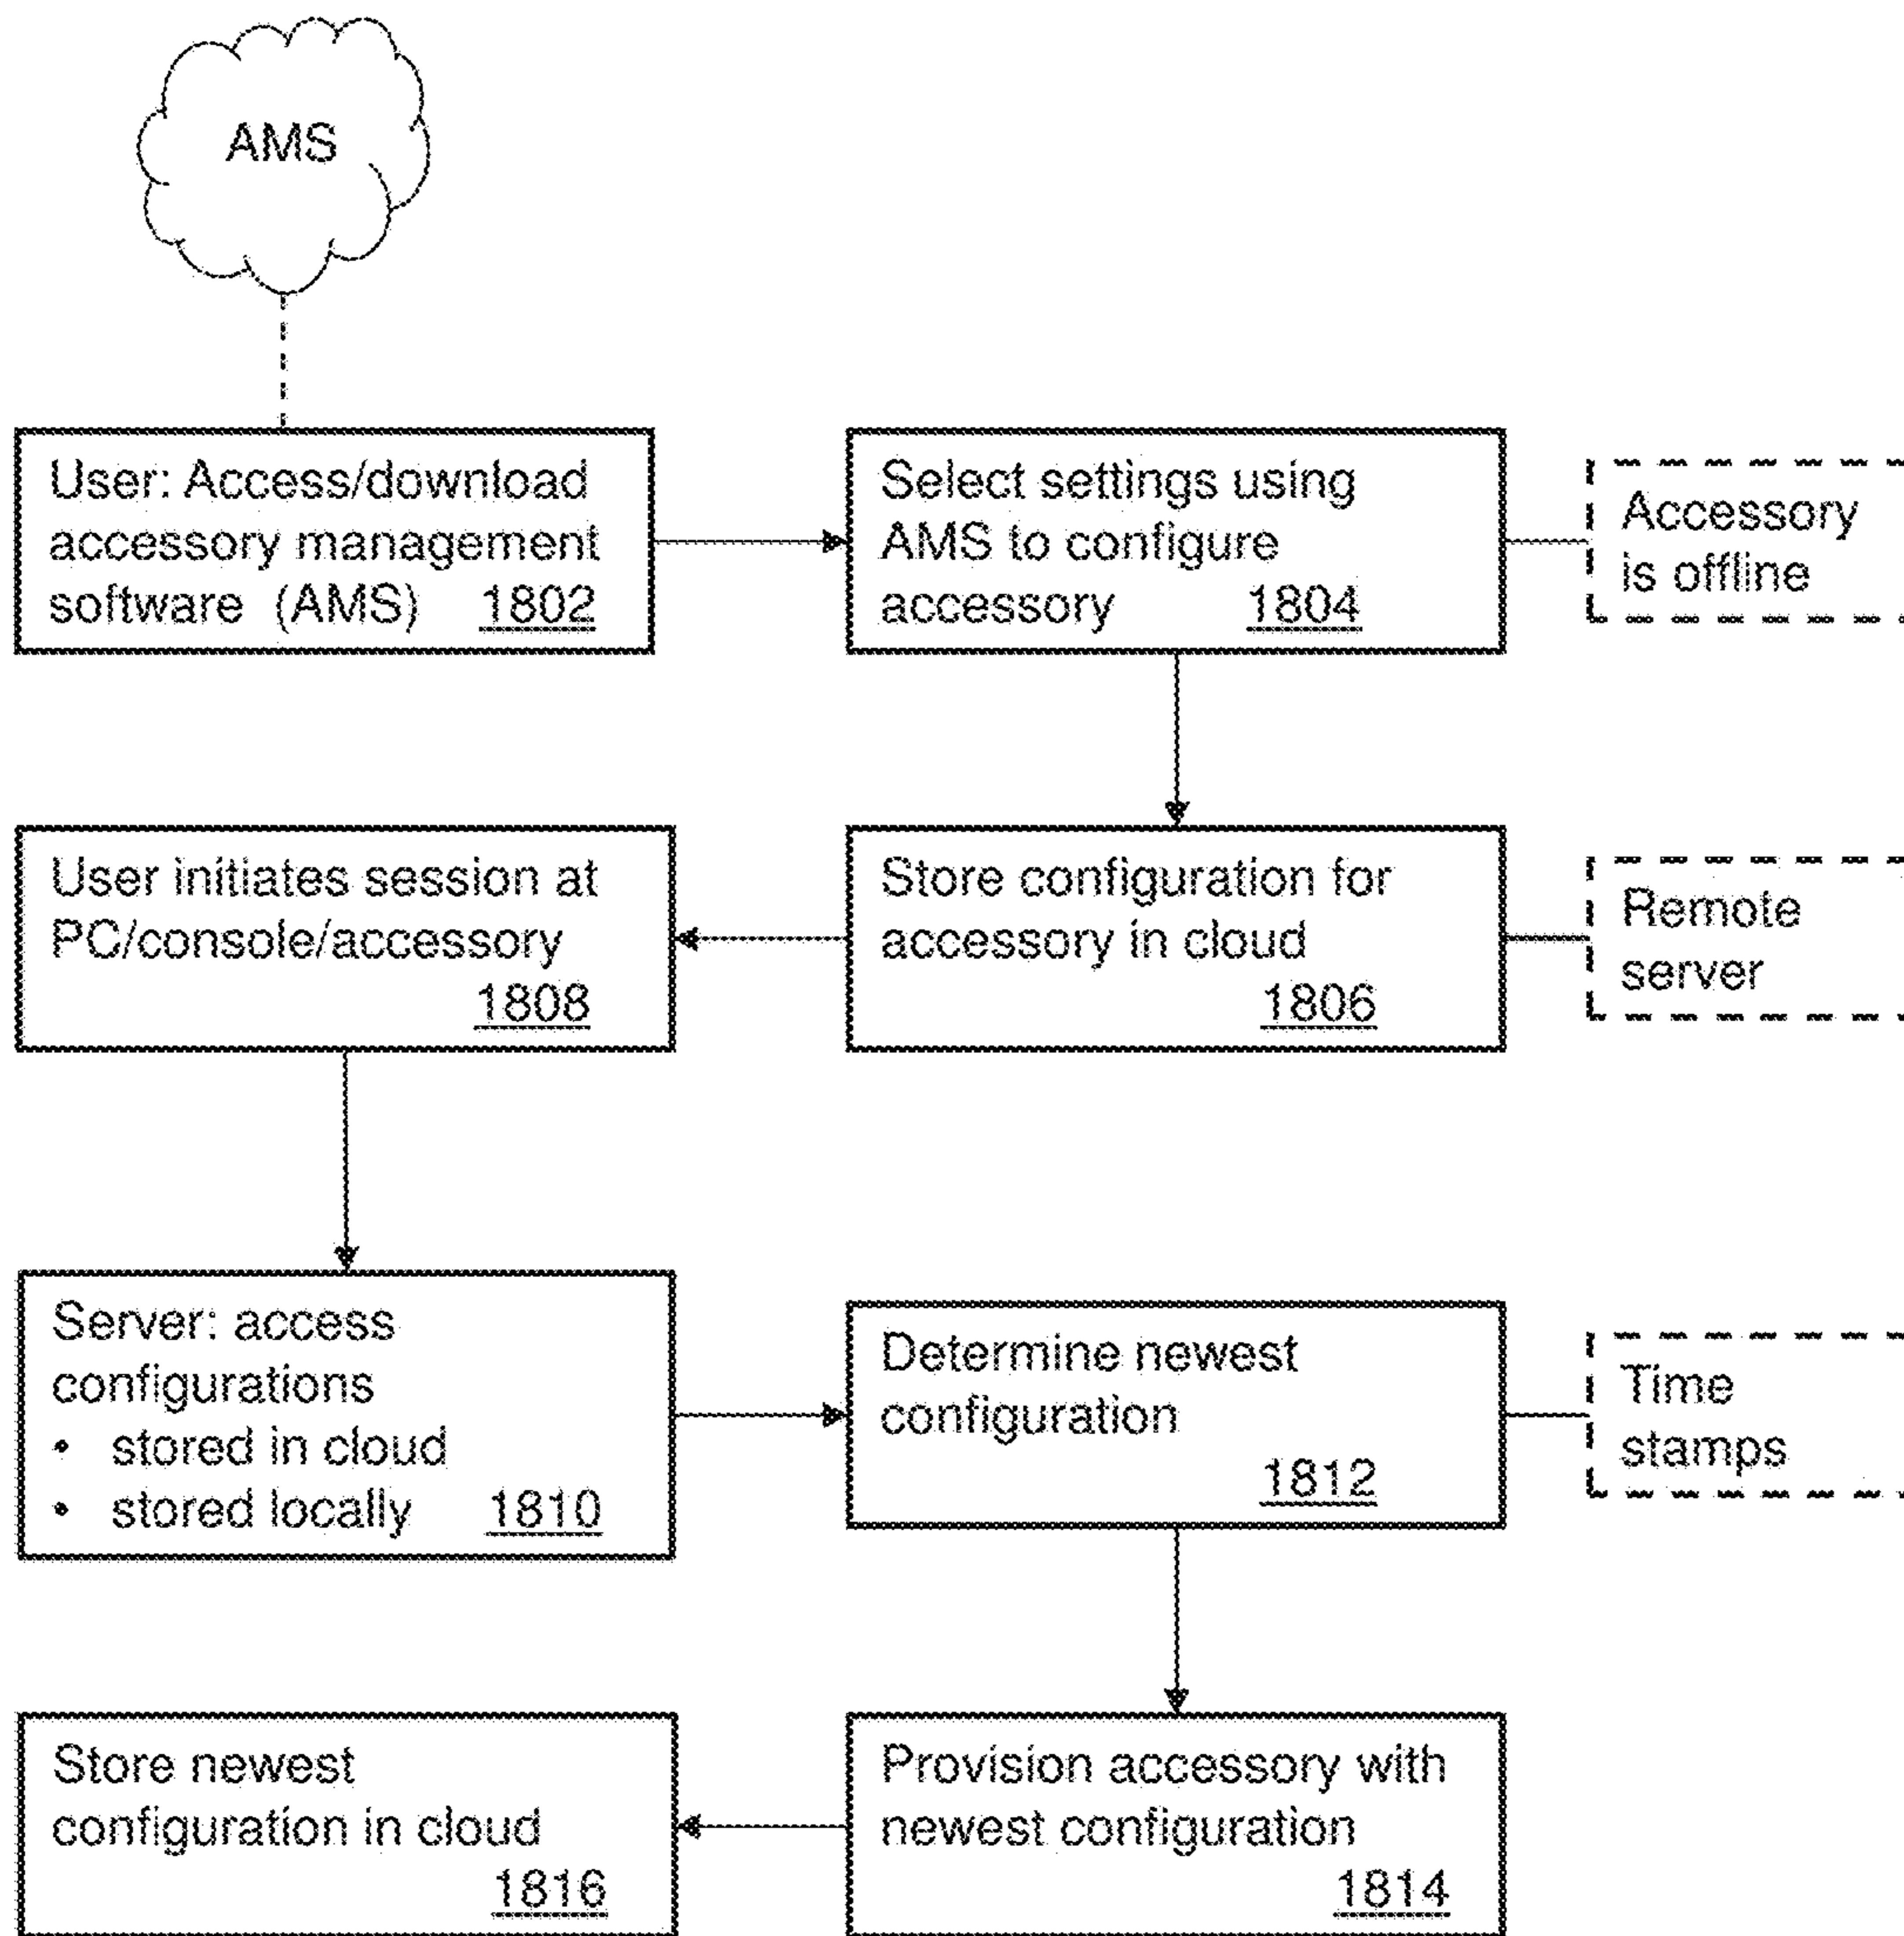 AMS
User: Access/download
accessory management
software (AMS) 1802
Select settings using
AMS to configure
accessory 1804
Accessory
is offline
User initiates session at
PC/console/accessory
1808
Store configuration for
accessory in cloud
1806
Remote
server
Server: access
configurations
• stored in cloud
• stored locally 1810
Determine newest
configuration
1812
Time
stamps
Store newest
configuration in cloud
1816
Provision accessory with
newest configuration
1814